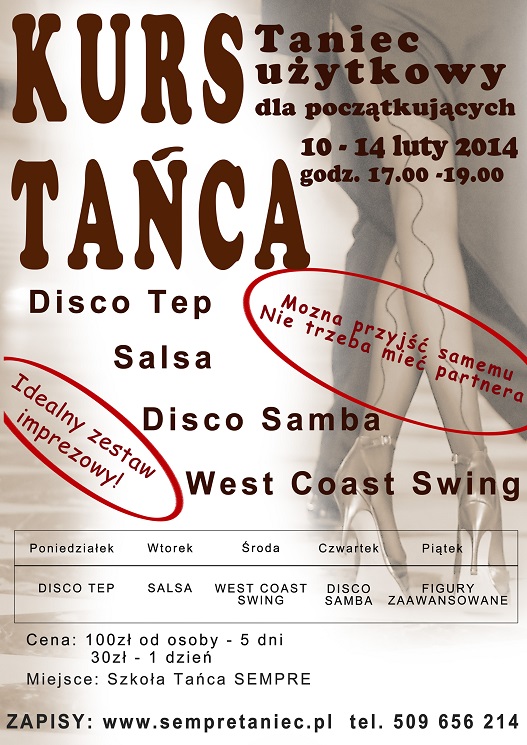 KURS
TAŃCA
Taniec
użytkowy
dla początkujących
10 - 14 luty 2014
godz. 17.00 -19.00
Disco Tep
Mozna przyjść samemu
Nie trzeba mieć partnera
Salsa
Idealny zestaw
imprezowy!
Disco Samba
West Coast Swing
Poniedziałek Wtorek Środa Czwartek Piątek
DISCO TEP SALSA WEST COAST SWING DISCO SAMBA FIGURY ZAAWANSOWANE
Cena: 100zł od osoby - 5 dni
30zł - 1 dzień
Miejsce: Szkoła Tańca SEMPRE
ZAPISY: www.sempretaniec.pl tel. 509 656 214